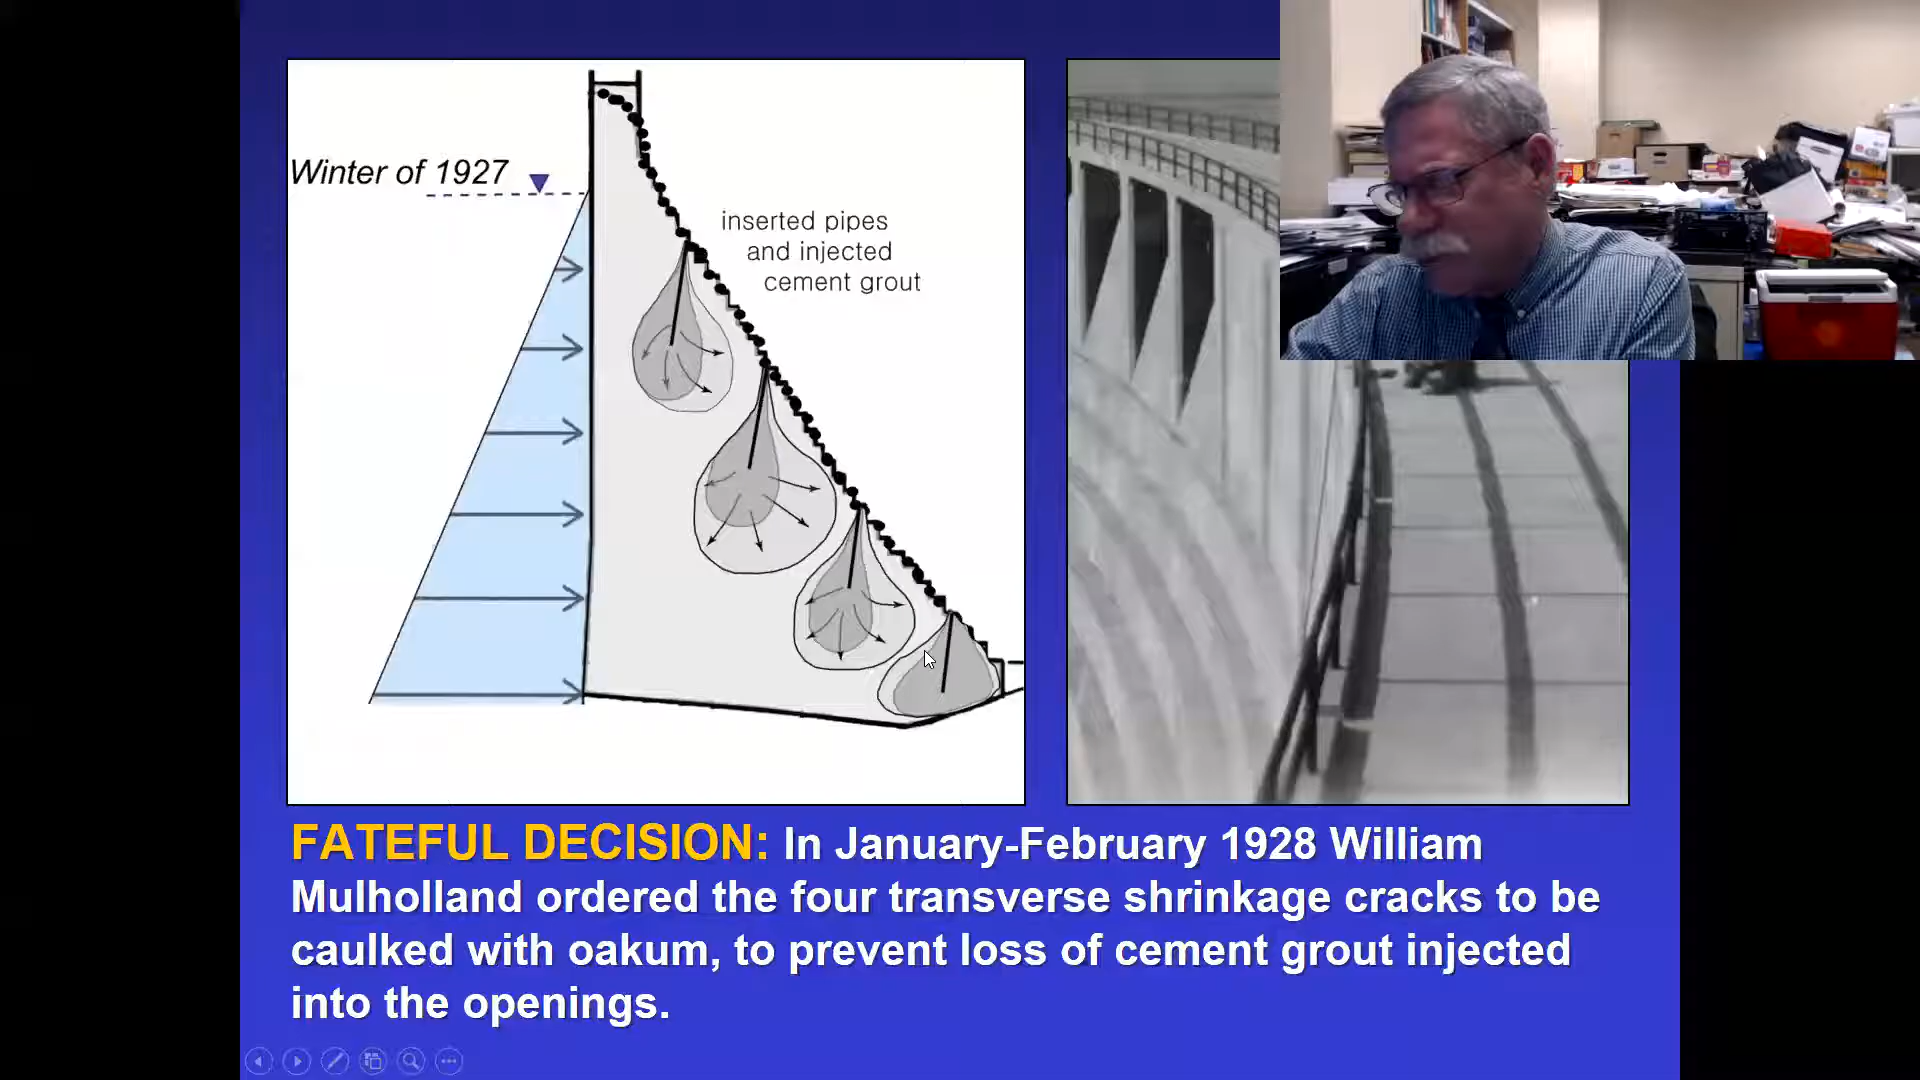 Winter of 1927
inserted pipes
and injected
cement grout
FATEFUL DECISION: In January-February 1928 William
Mulholland ordered the four transverse shrinkage cracks to be
caulked with oakum, to prevent loss of cement grout injected
into the openings.